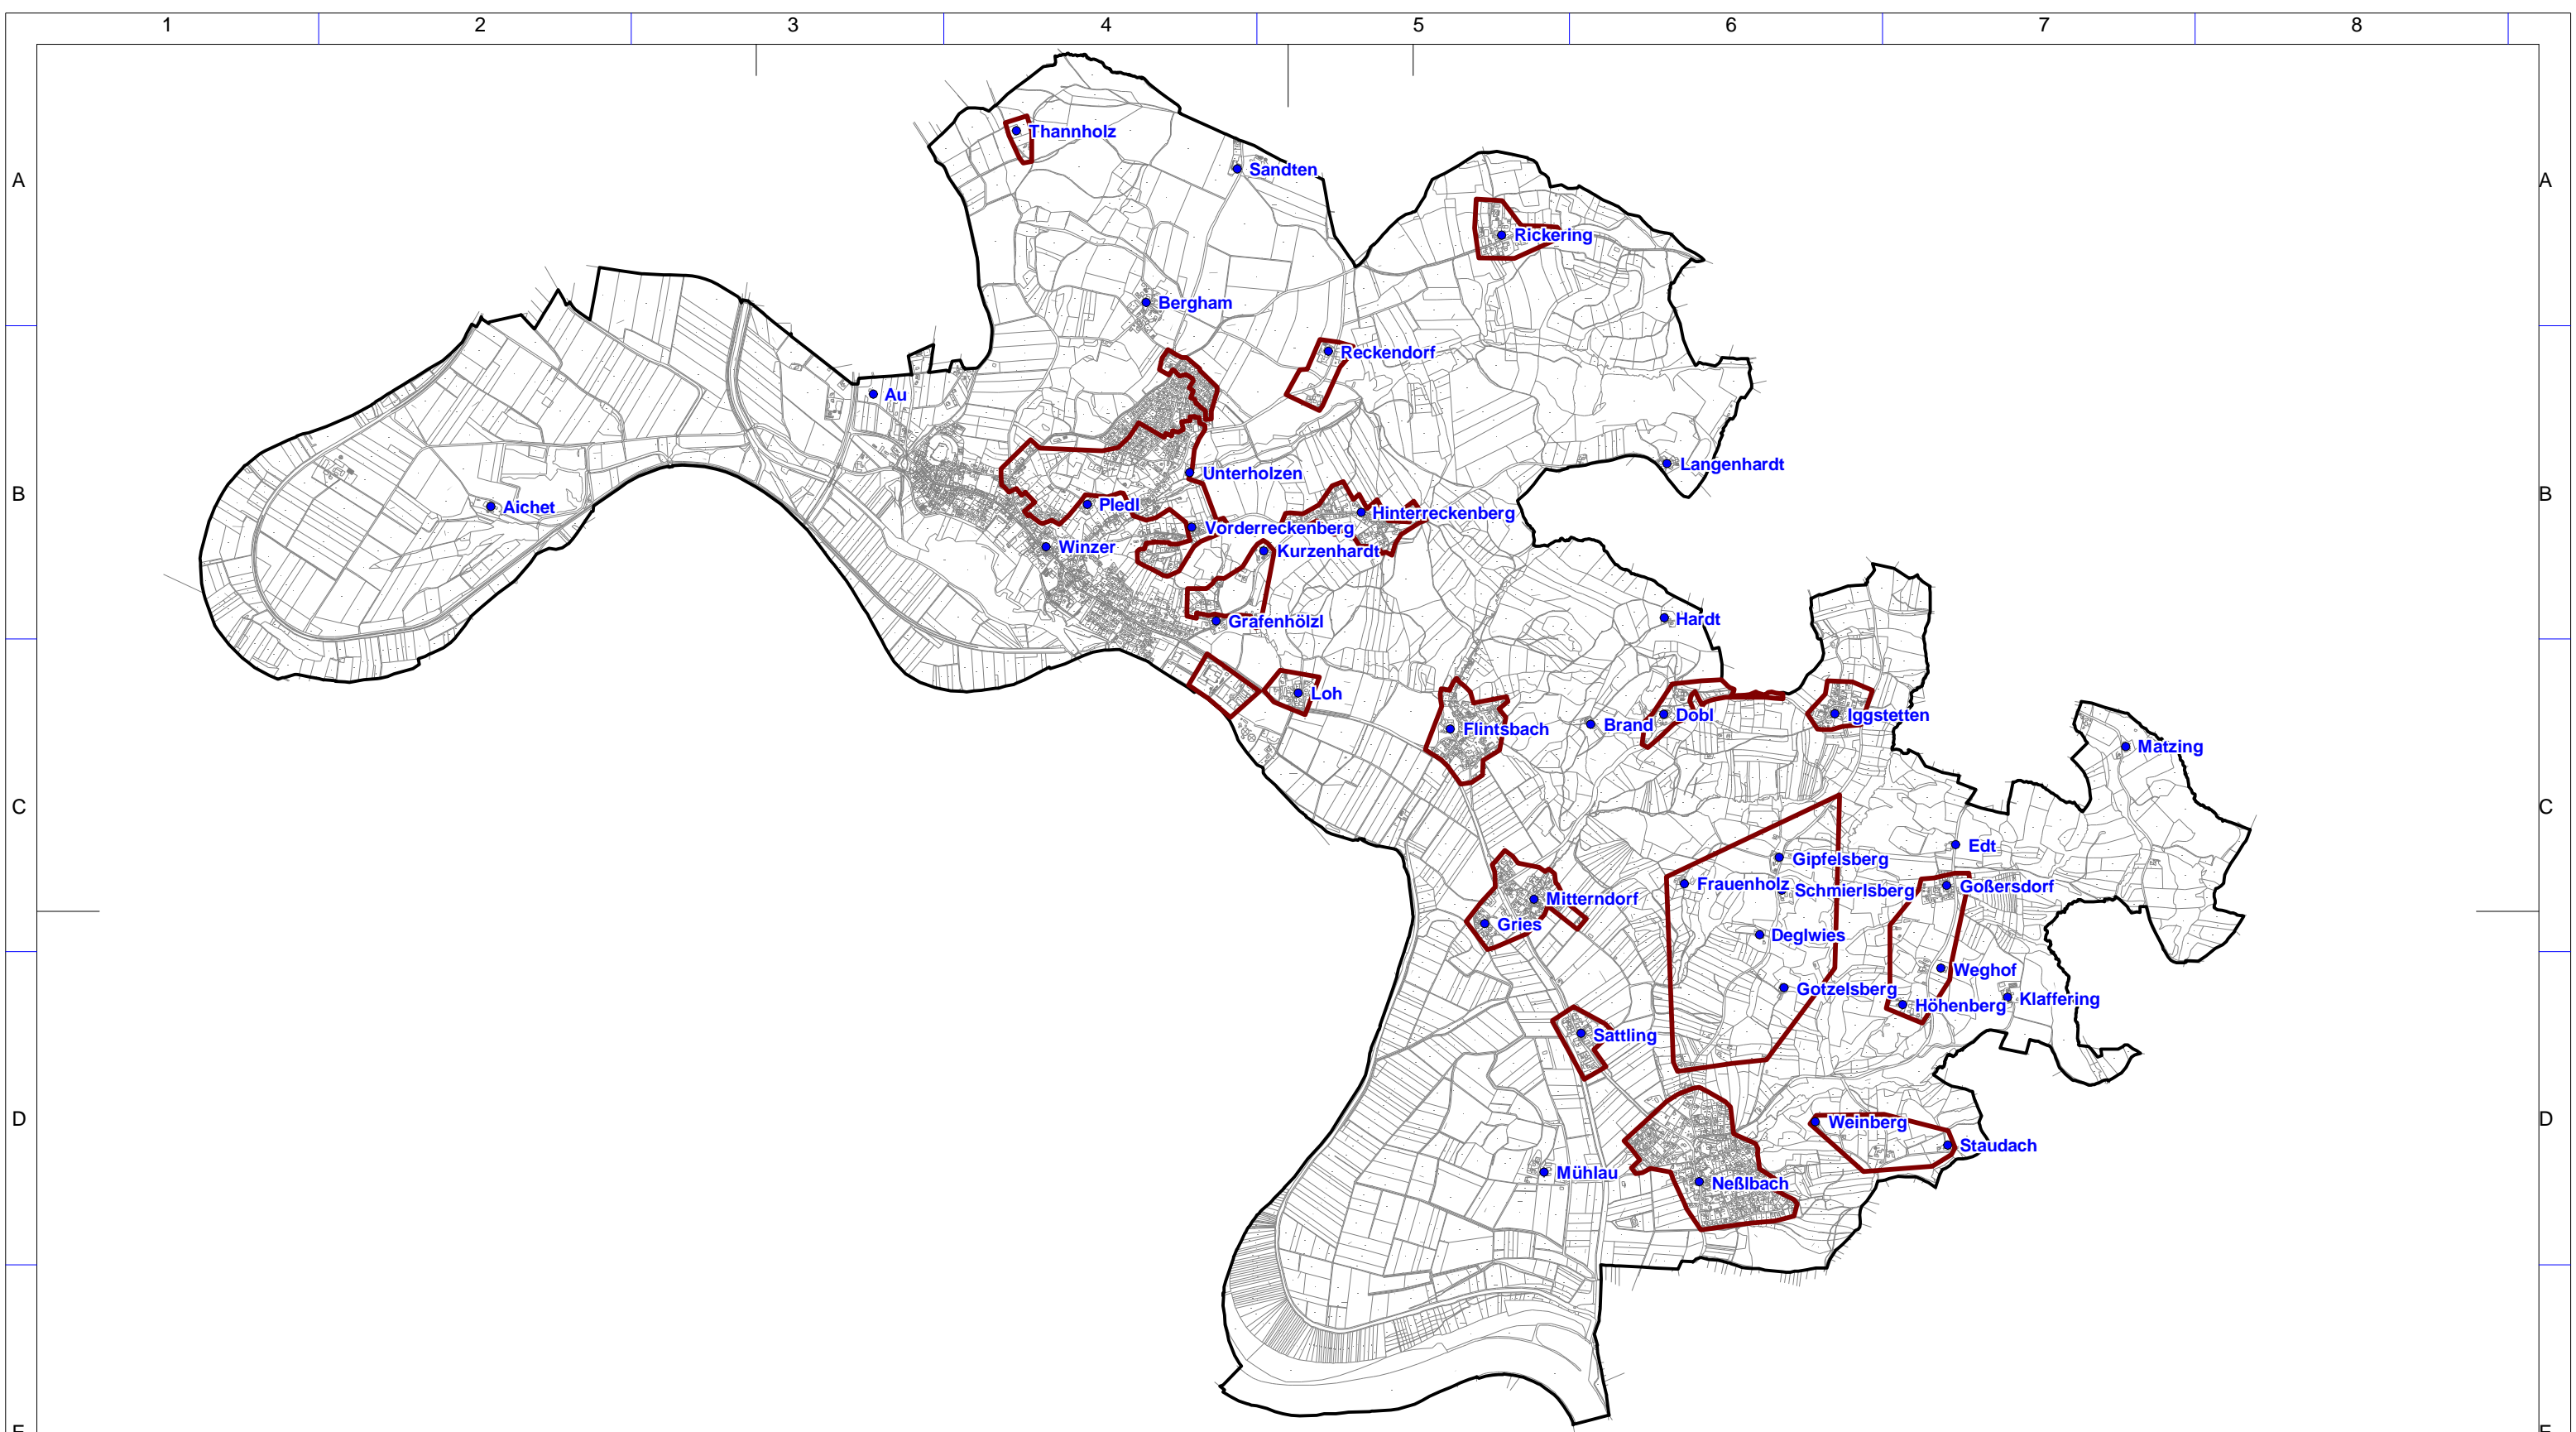 1 2 3 4 5 6 7 8
Thannholz
Sandten
A A
Rickering
Bergham
Reckendorf
Au
Langenhardt
Unterholzen
B B
Pledl
Aichet
Hinterreckenberg
Vorderreckenberg
Winzer
Kurzenhardt
Hardt
Grafenhölzl
Loh
Dobl
Iggstetten
Brand
Flintsbach
Matzing
C C
Edt
Gipfelsberg
Frauenholz
Goßersdorf
Schmierlsberg
Mitterndorf
Gries
Deglwies
Weghof
Gotzelsberg
Klaffering
Höhenberg
Sattling
D D
Weinberg
Staudach
Mühlau
Neßlbach